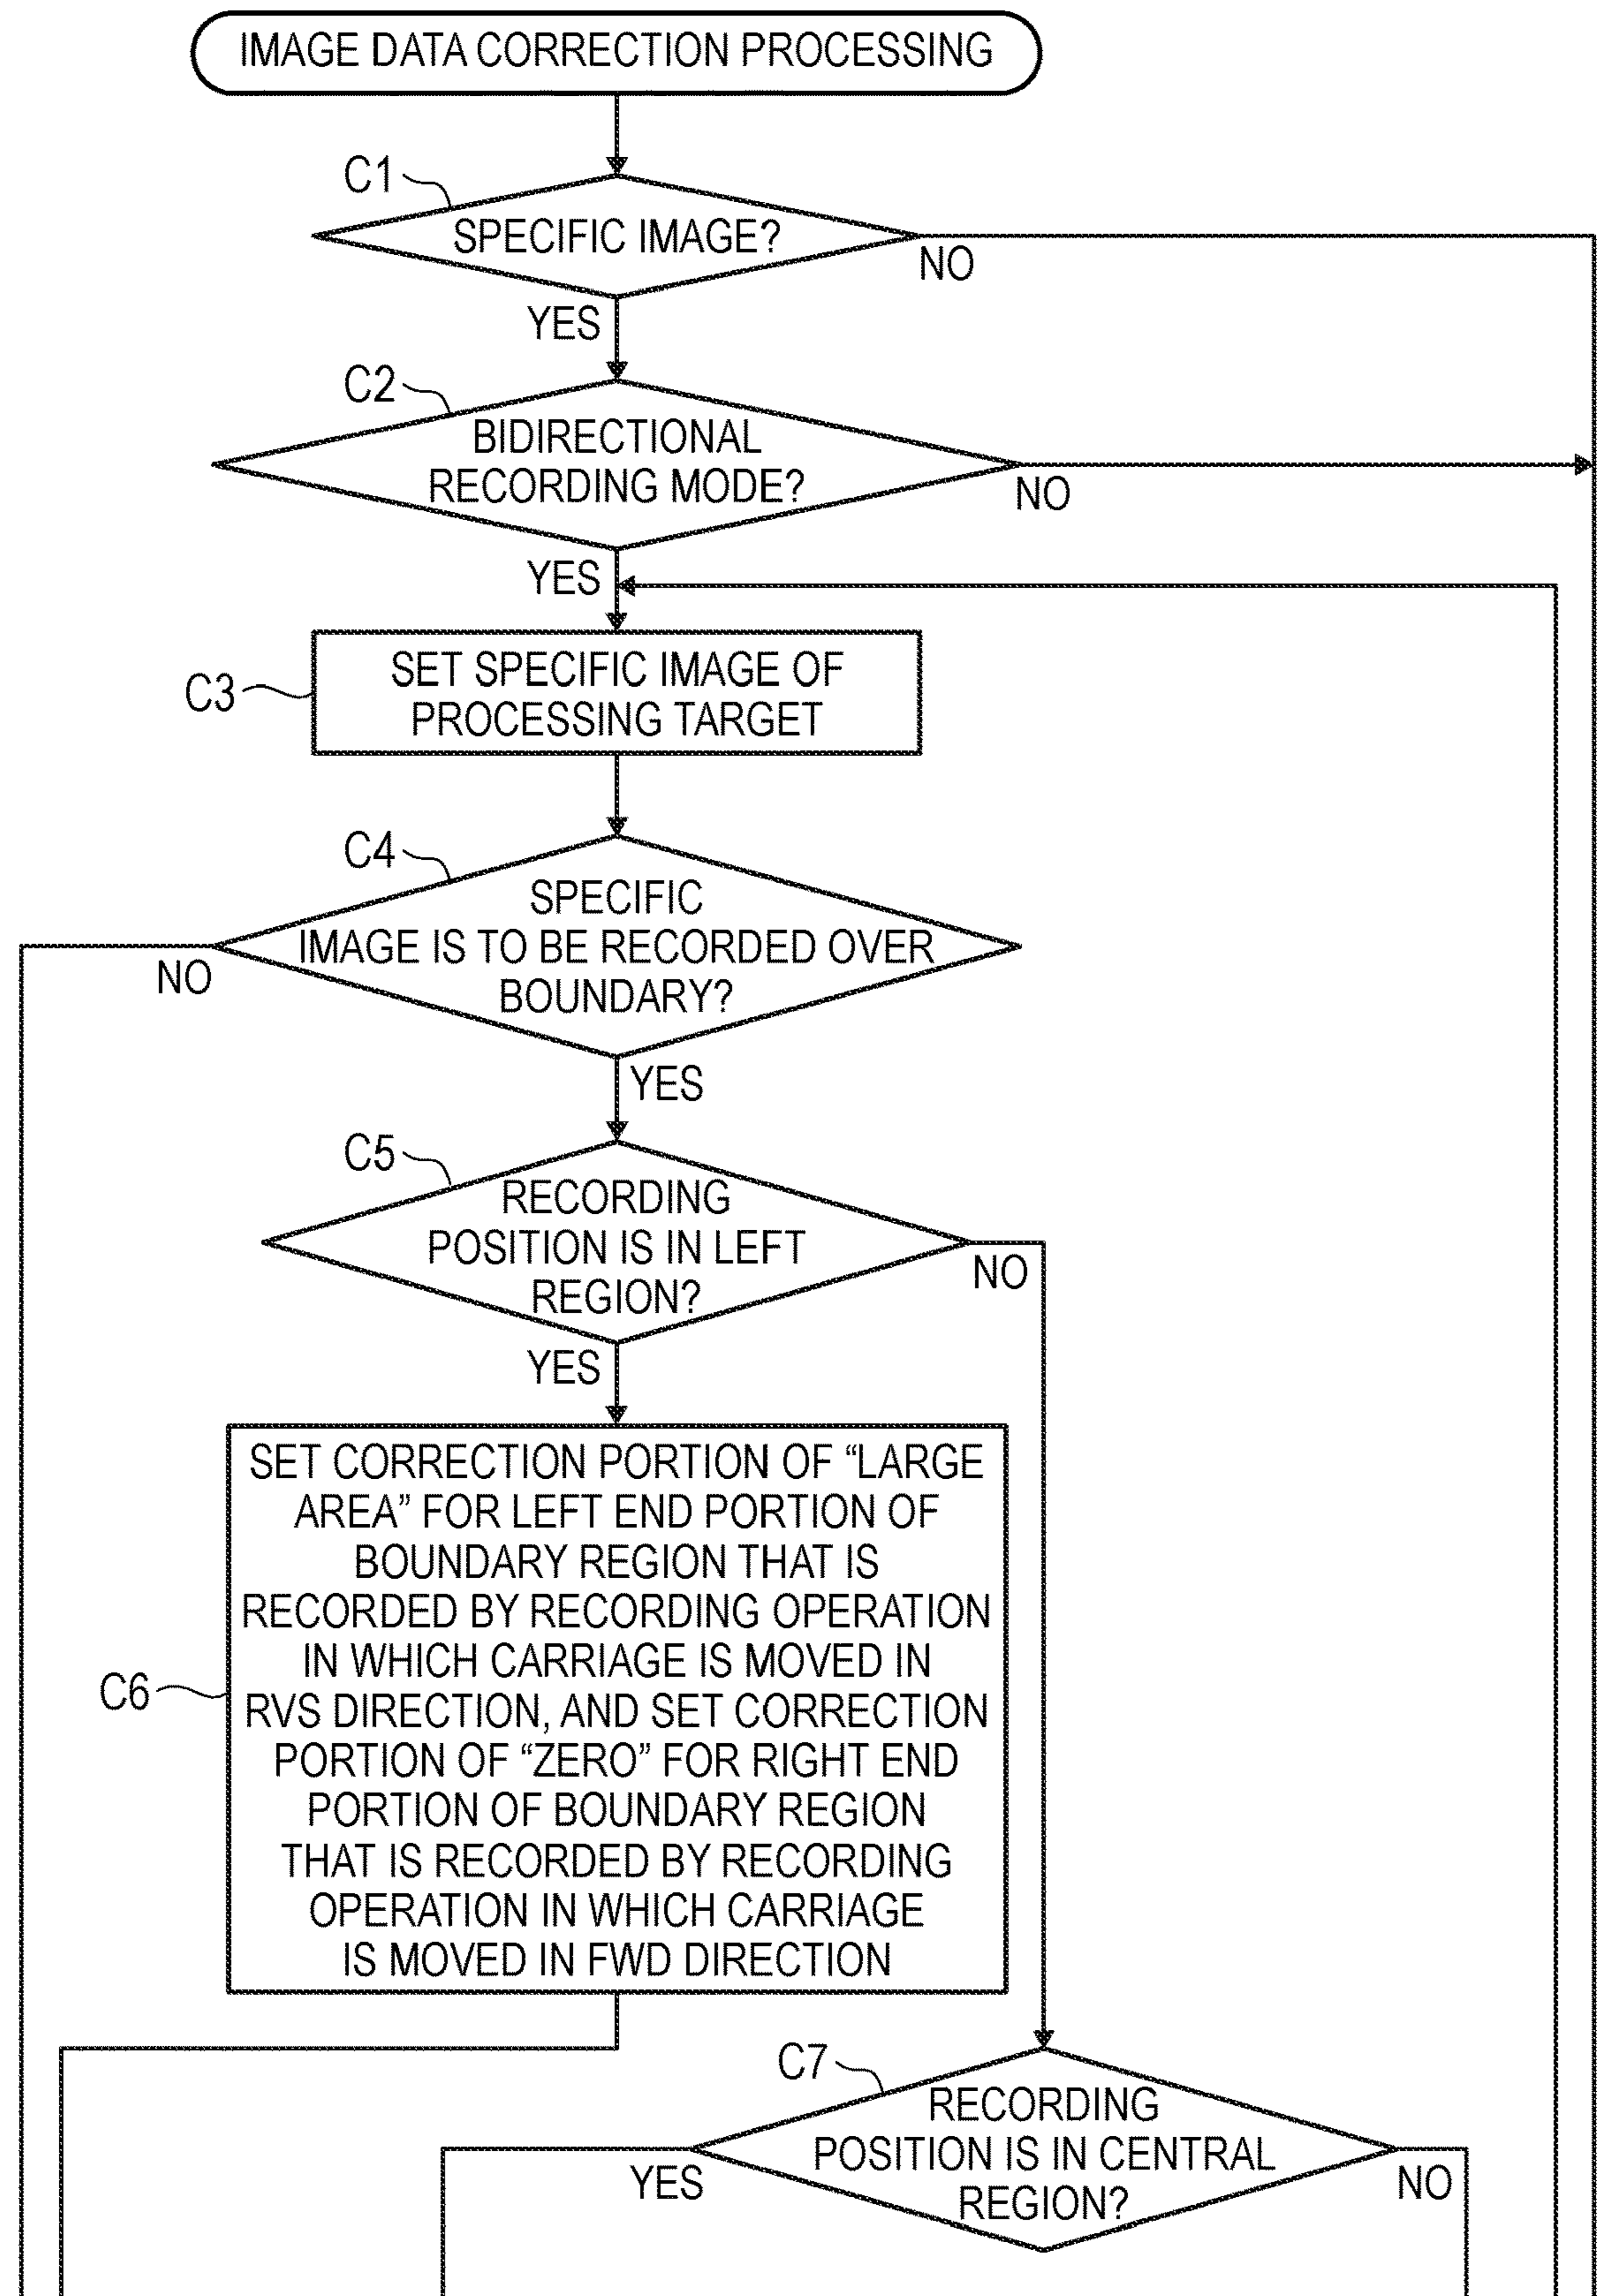 IMAGE DATA CORRECTION PROCESSING
C1
SPECIFIC IMAGE?
NO
YES
C2
BIDIRECTIONAL
RECORDING MODE?
NO
YES
C3
SET SPECIFIC IMAGE OF
PROCESSING TARGET
C4
SPECIFIC
IMAGE IS TO BE RECORDED OVER
BOUNDARY?
NO
YES
C5
RECORDING
POSITION IS IN LEFT
REGION?
NO
YES
C6
SET CORRECTION PORTION OF “LARGE
AREA” FOR LEFT END PORTION OF
BOUNDARY REGION THAT IS
RECORDED BY RECORDING OPERATION
IN WHICH CARRIAGE IS MOVED IN
RVS DIRECTION, AND SET CORRECTION
PORTION OF “ZERO” FOR RIGHT END
PORTION OF BOUNDARY REGION
THAT IS RECORDED BY RECORDING
OPERATION IN WHICH CARRIAGE
IS MOVED IN FWD DIRECTION
C7
RECORDING
POSITION IS IN CENTRAL
REGION?
YES
NO